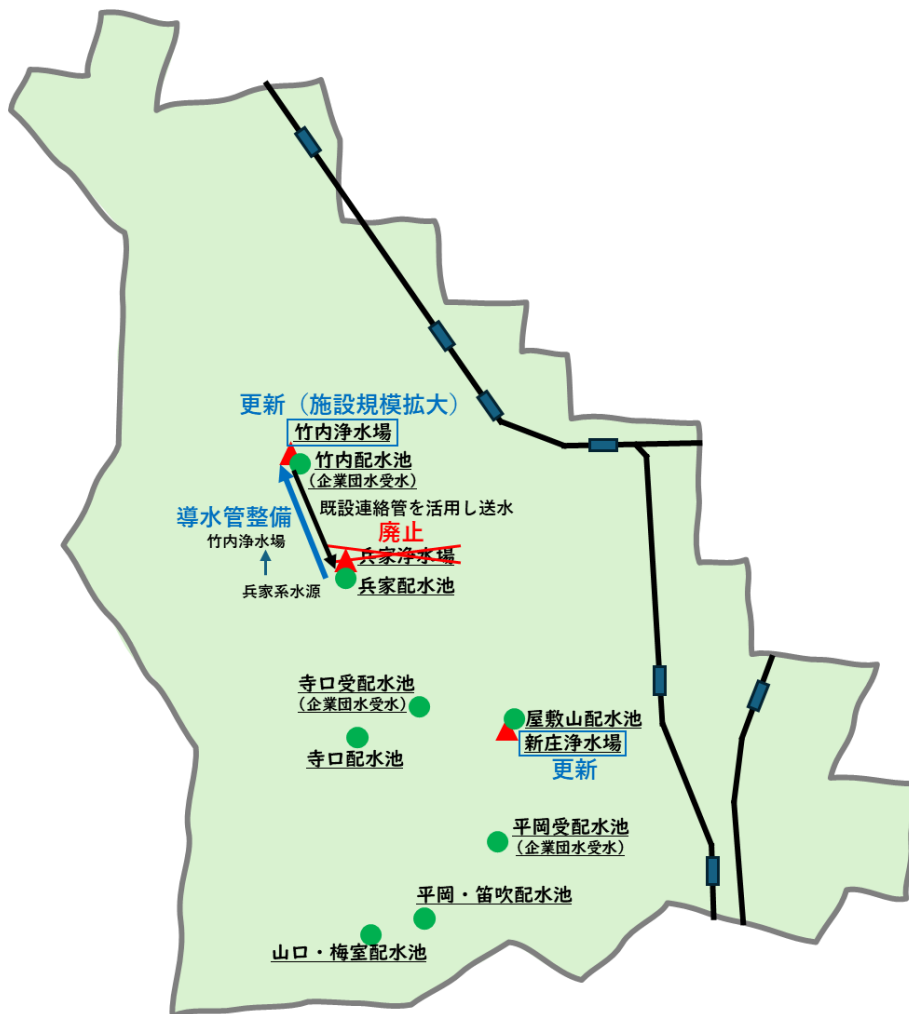 更新（施設規模拡大）
竹内浄水場
竹内配水池
（企業団水受水）
既設連絡管を活用し送水
導水管整備
竹内浄水場
兵家系水源
廃止
兵家浄水場
兵家配水池
寺口受配水池
（企業団水受水）
寺口配水池
屋敷山配水池
新庄浄水場
更新
平岡受配水池
（企業団水受水）
平岡・笛吹配水池
山口・梅室配水池